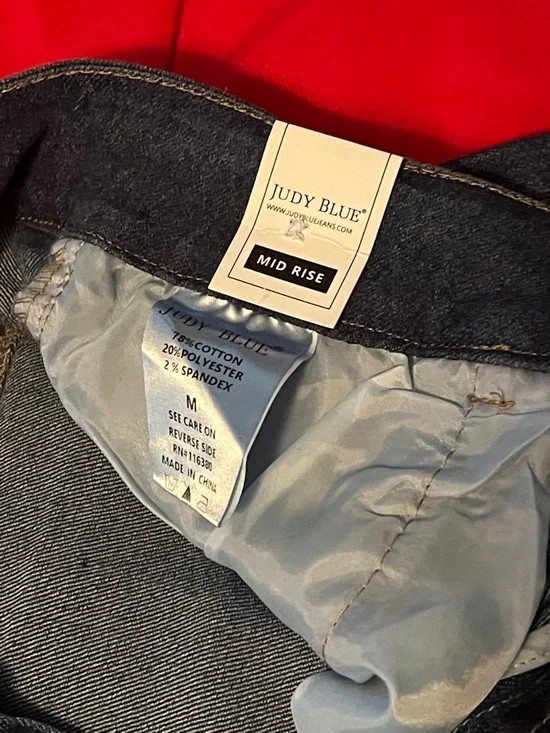 JUDY BLUE®
WWW.JUDYBLUEJEANS.COM
MID RISE
JUDY BLUE®
78%COTTON
20%POLYESTER
2%SPANDEX
M
SEE CARE ON
REVERSE SIDE
RN#116380
MADE IN CHINA